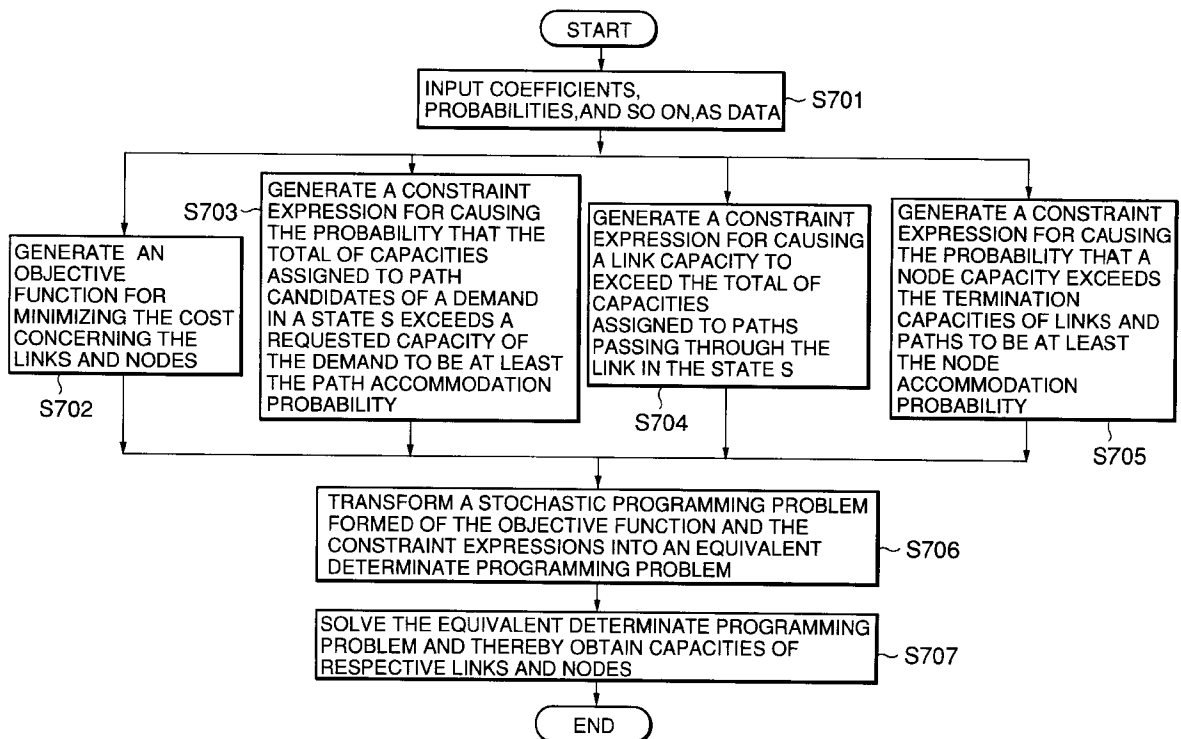 START
INPUT COEFFICIENTS,
PROBABILITIES,AND SO ON,AS DATA
S701
GENERATE AN
OBJECTIVE
FUNCTION FOR
MINIMIZING THE COST
CONCERNING THE
LINKS AND NODES
S702
S703
GENERATE A CONSTRAINT
EXPRESSION FOR CAUSING
THE PROBABILITY THAT THE
TOTAL OF CAPACITIES
ASSIGNED TO PATH
CANDIDATES OF A DEMAND
IN A STATE S EXCEEDS A
REQUESTED CAPACITY OF
THE DEMAND TO BE AT LEAST
THE PATH ACCOMMODATION
PROBABILITY
GENERATE A CONSTRAINT
EXPRESSION FOR CAUSING
A LINK CAPACITY TO
EXCEED THE TOTAL OF
CAPACITIES
ASSIGNED TO PATHS
PASSING THROUGH THE
LINK IN THE STATE S
S704
GENERATE A CONSTRAINT
EXPRESSION FOR CAUSING
THE PROBABILITY THAT A
NODE CAPACITY EXCEEDS
THE TERMINATION
CAPACITIES OF LINKS AND
PATHS TO BE AT LEAST
THE NODE
ACCOMMODATION
PROBABILITY
S705
TRANSFORM A STOCHASTIC PROGRAMMING PROBLEM
FORMED OF THE OBJECTIVE FUNCTION AND THE
CONSTRAINT EXPRESSIONS INTO AN EQUIVALENT
DETERMINATE PROGRAMMING PROBLEM
S706
SOLVE THE EQUIVALENT DETERMINATE PROGRAMMING
PROBLEM AND THEREBY OBTAIN CAPACITIES OF
RESPECTIVE LINKS AND NODES
S707
END